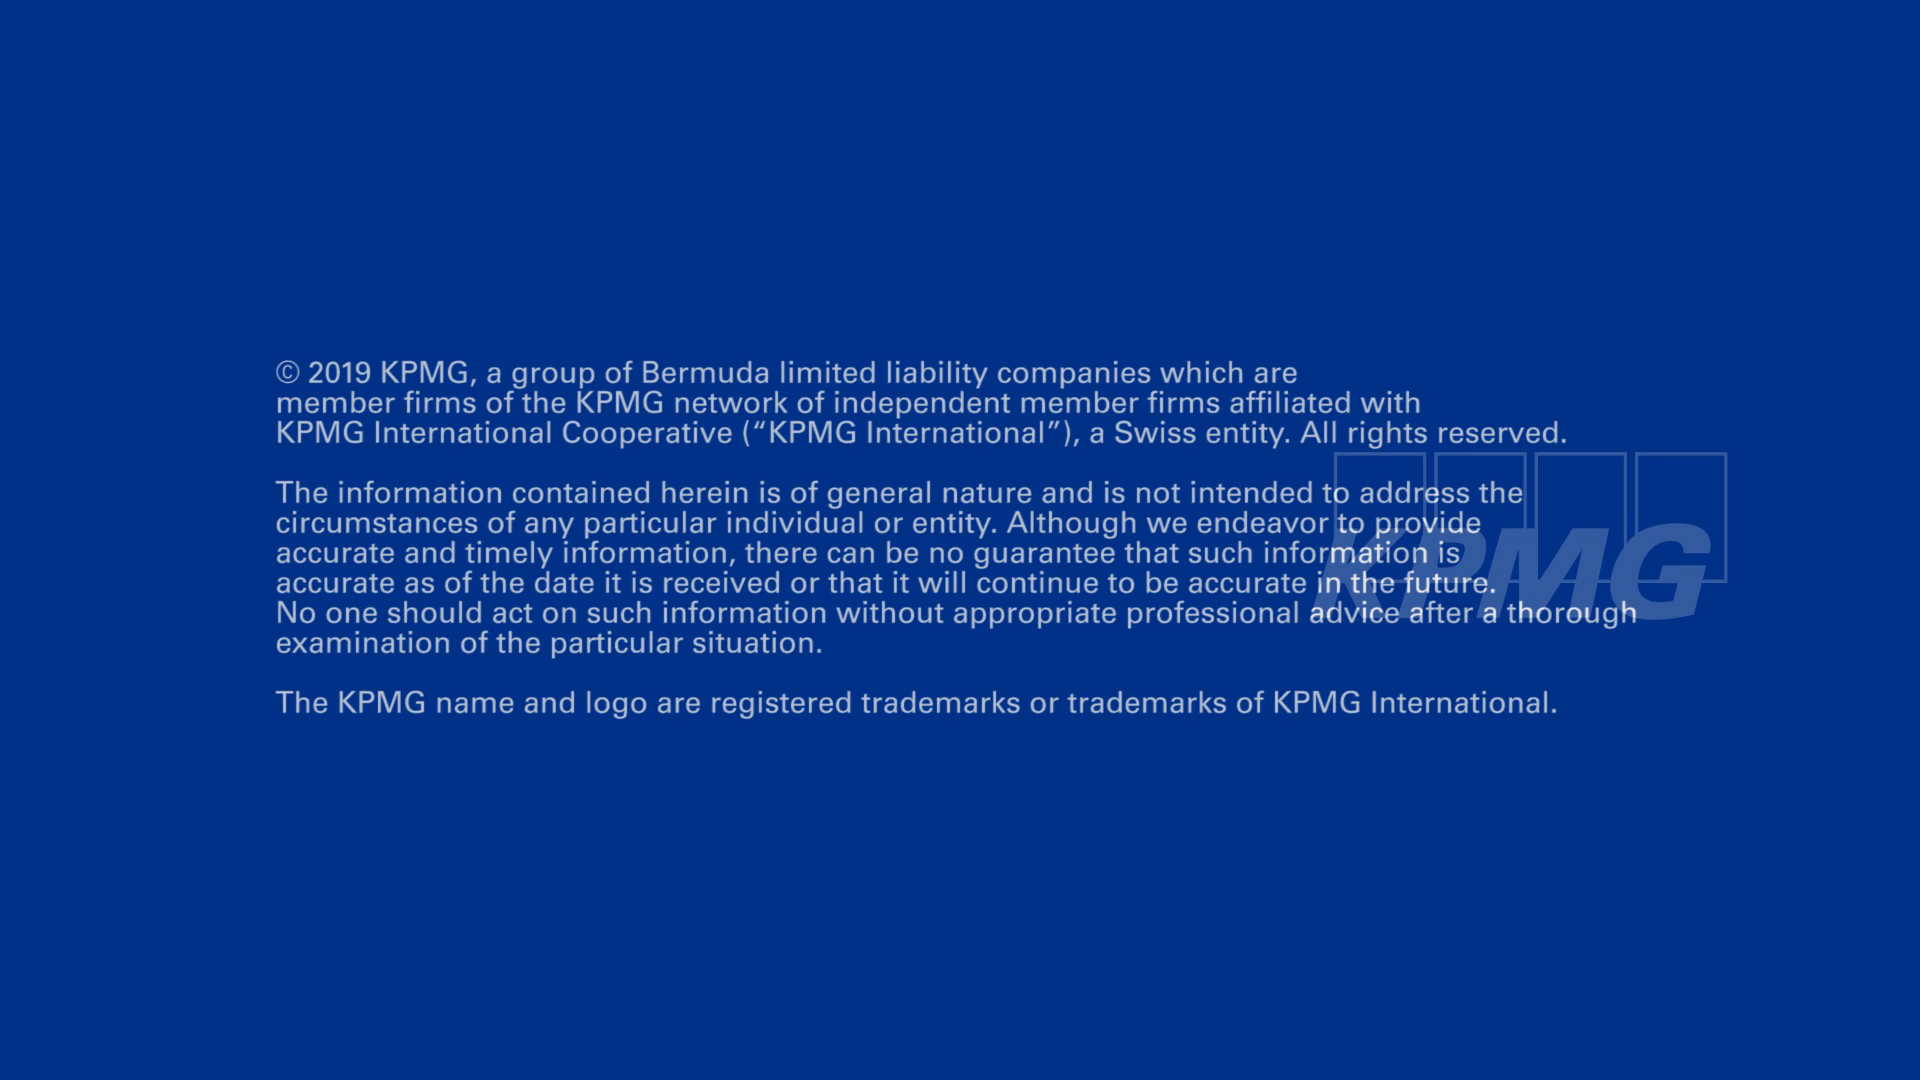 © 2019 KPMG, a group of Bermuda limited liability companies which are
member firms of the KPMG network of independent member firms affiliated with
KPMG International Cooperative (“KPMG International”), a Swiss entity. All rights reserved.
The information contained herein is of general nature and is not intended to address the
circumstances of any particular individual or entity. Although we endeavor to provide
accurate and timely information, there can be no guarantee that such information is
accurate as of the date it is received or that it will continue to be accurate in the future.
No one should act on such information without appropriate professional advice after a thorough
examination of the particular situation.
The KPMG name and logo are registered trademarks or trademarks of KPMG International.
KPMG